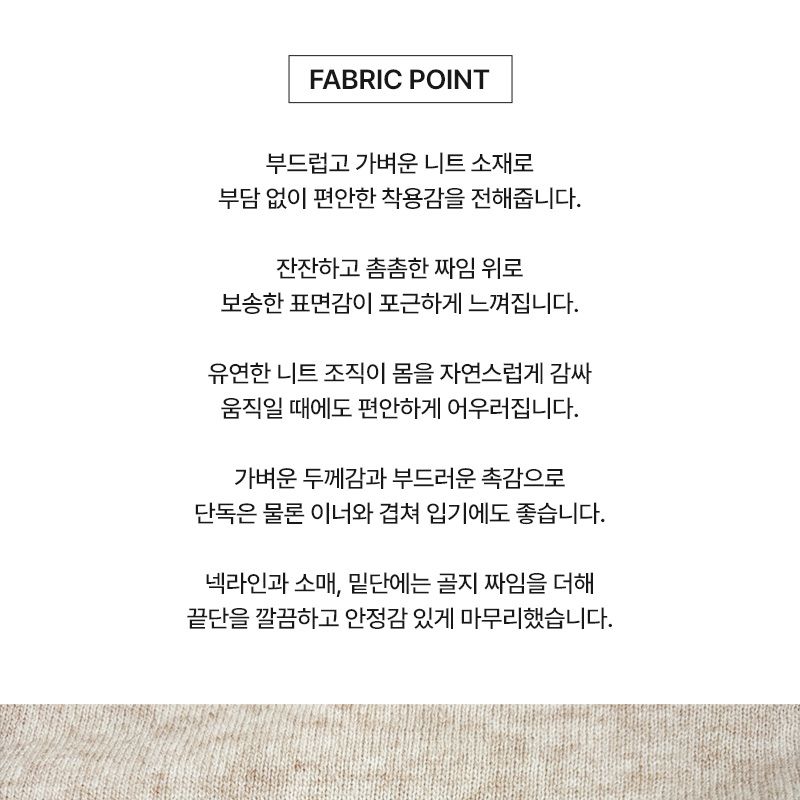 FABRIC POINT
부드럽고 가벼운 니트 소재로
부담 없이 편안한 착용감을 전해줍니다.
잔잔하고 촘촘한 짜임 위로
보송한 표면감이 포근하게 느껴집니다.
유연한 니트 조직이 몸을 자연스럽게 감싸
움직일 때에도 편안하게 어우러집니다.
가벼운 두께감과 부드러운 촉감으로
단독은 물론 이너와 겹쳐 입기에도 좋습니다.
넥라인과 소매, 밑단에는 골지 짜임을 더해
끝단을 깔끔하고 안정감 있게 마무리했습니다.